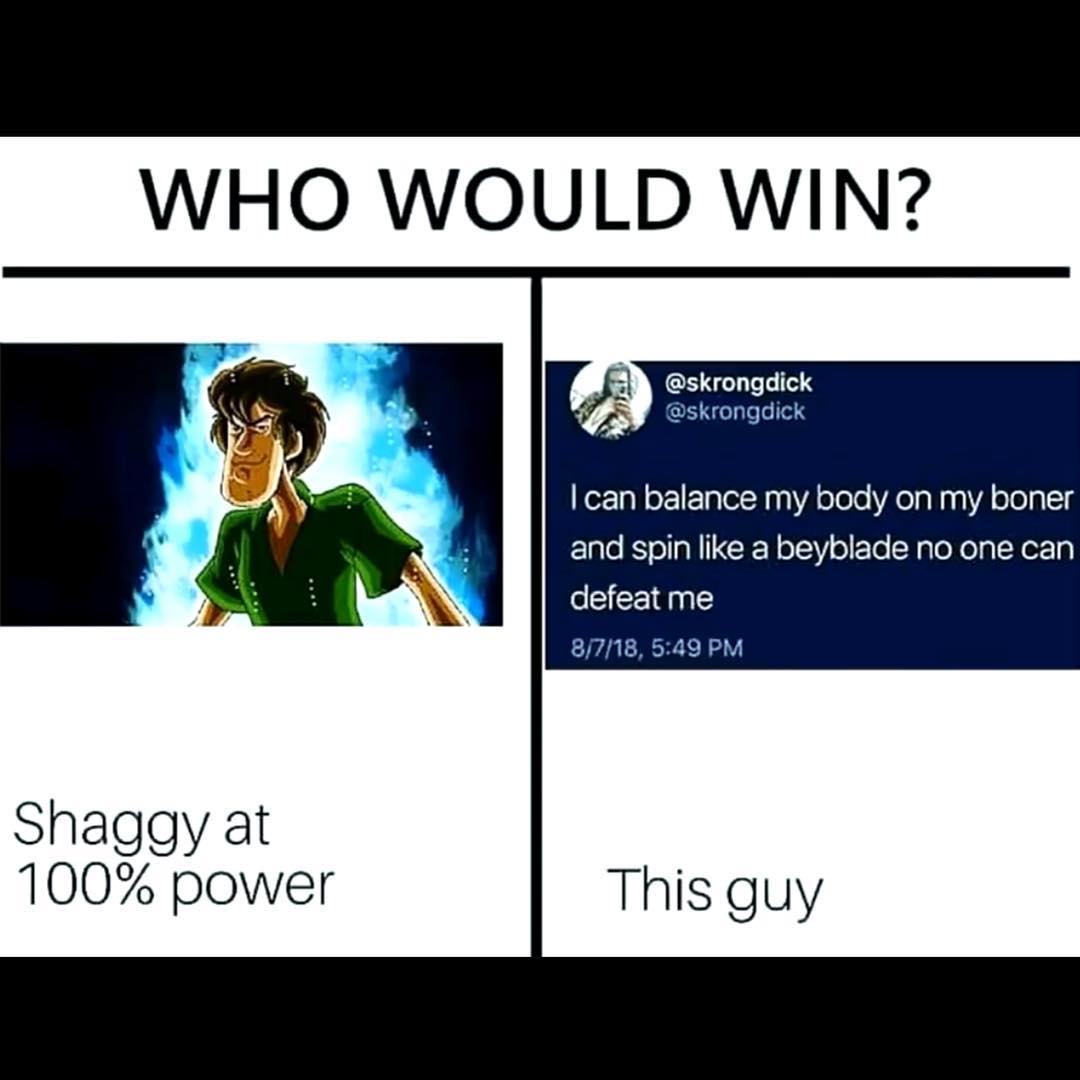 WHO WOULD WIN?
@skrongdick
@skrongdick
I can balance my body on my boner
and spin like a beyblade no one can
defeat me
8/7/18, 5:49 PM
Shaggy at
100% power
This guy